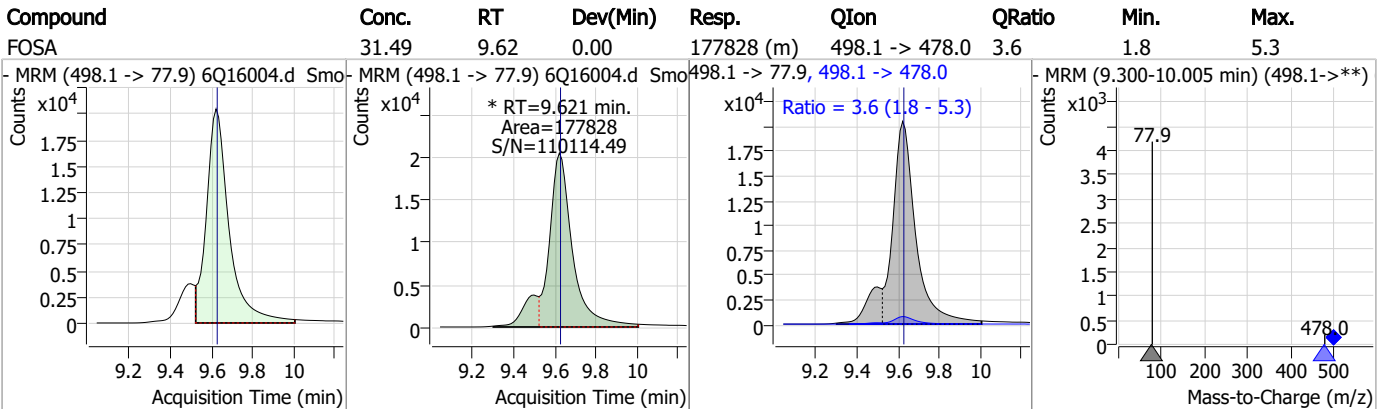 Compound Conc. RT Dev(Min) Resp. QIon QRatio Min. Max.
FOSA 31.49 9.62 0.00 177828 (m) 498.1 -> 478.0 3.6 1.8 5.3
- MRM (498.1 -> 77.9) 6Q16004.d Smo
Counts
x10^4
1.75
1.5
1.25
1
0.75
0.5
0.25
0
9.2 9.4 9.6 9.8 10
Acquisition Time (min)
- MRM (498.1 -> 77.9) 6Q16004.d Smo
Counts
x10^4
* RT=9.621 min.
Area=177828
S/N=110114.49
2
1.5
1
0.5
0
9.2 9.4 9.6 9.8 10
Acquisition Time (min)
498.1 -> 77.9, 498.1 -> 478.0
Counts
x10^4
Ratio = 3.6 (1.8 - 5.3)
1.75
1.5
1.25
1
0.75
0.5
0.25
0
9.2 9.4 9.6 9.8 10
Acquisition Time (min)
- MRM (9.300-10.005 min) (498.1->**)
Counts
x10^3
77.9
4
3.5
3
2.5
2
1.5
1
0.5
0
478.0
100 200 300 400 500
Mass-to-Charge (m/z)